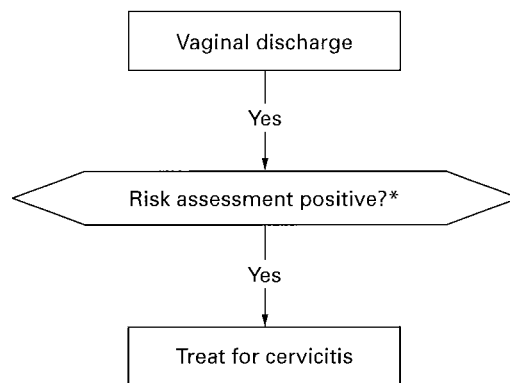 Vaginal discharge
Yes
Risk assessment positive?*
Yes
Treat for cervicitis